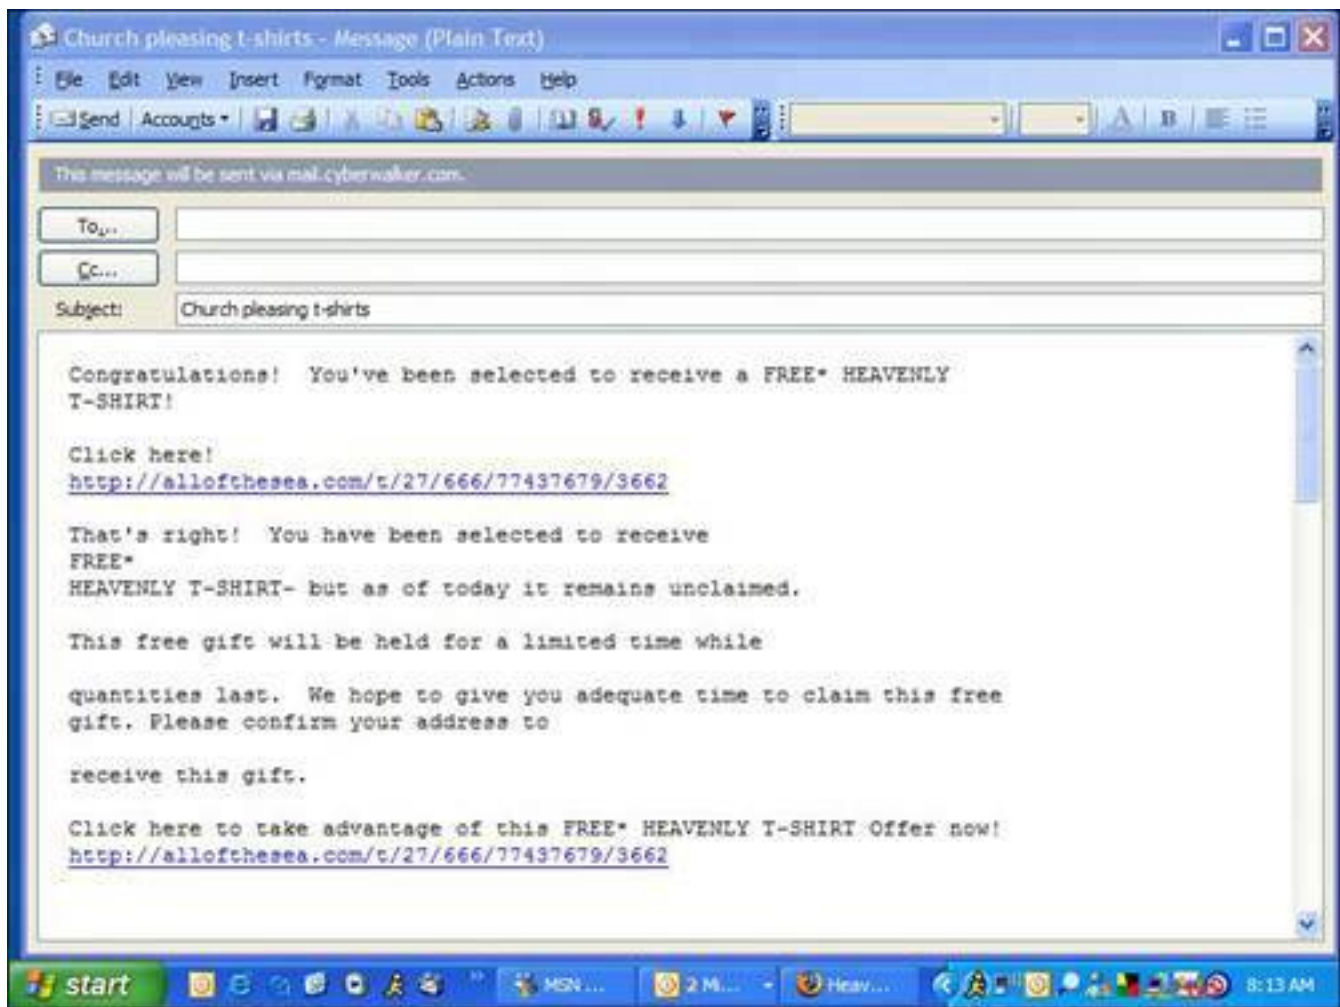 Church pleasing t-shirts - Message (Plain Text)
File Edit View Insert Format Tools Actions Help
Send Accounts A B
This message will be sent via mail.cyberwalker.com.
To...
Cc...
Subject: Church pleasing t-shirts
Congratulations! You've been selected to receive a FREE* HEAVENLY
T-SHIRT!
Click here!
http://allofthesea.com/t/27/666/77437679/3662
That's right! You have been selected to receive
FREE*
HEAVENLY T-SHIRT- but as of today it remains unclaimed.
This free gift will be held for a limited time while
quantities last. We hope to give you adequate time to claim this free
gift. Please confirm your address to
receive this gift.
Click here to take advantage of this FREE* HEAVENLY T-SHIRT Offer now!
http://allofthesea.com/t/27/666/77437679/3662
start MSN ... 2 Mi... Heav... 8:13 AM